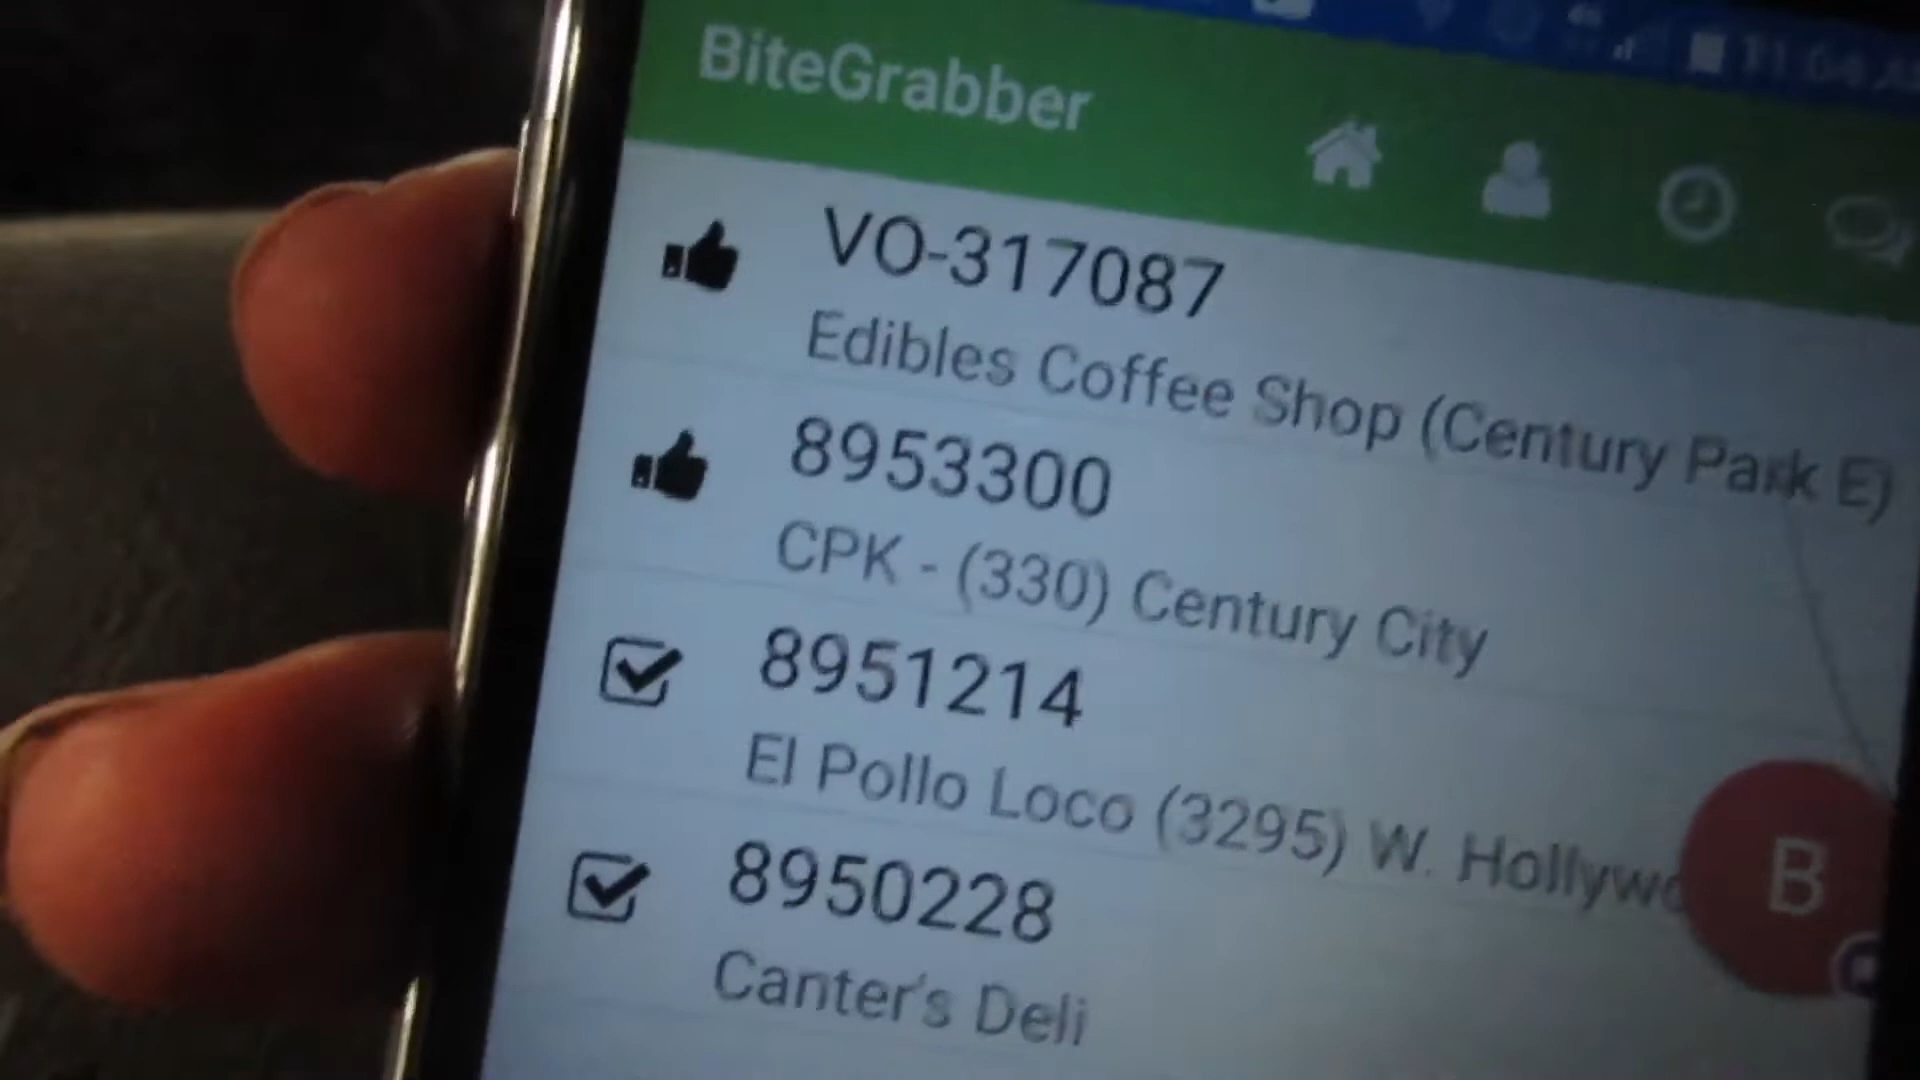 BiteGrabber
VO-317087
Edibles Coffee Shop (Century Park E)
8953300
CPK - (330) Century City
8951214
El Pollo Loco (3295) W. Hollywo
B
8950228
Canter's Deli